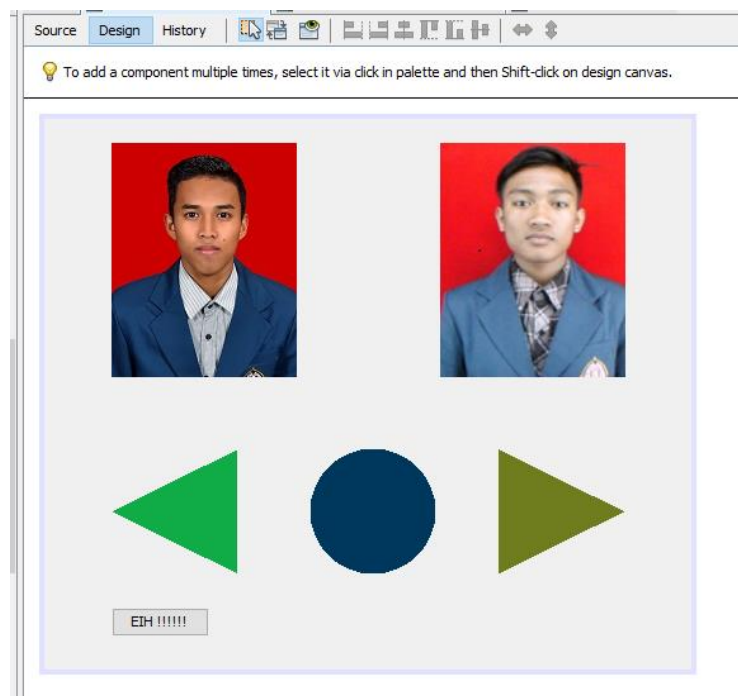 Source Design History
To add a component multiple times, select it via click in palette and then Shift-click on design canvas.
EIH !!!!!!